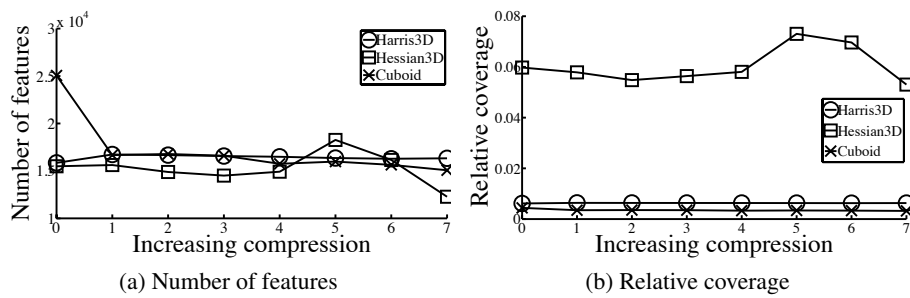 x 10⁴
3
2.5
2
1.5
1
0 1 2 3 4 5 6 7
Number of features
Increasing compression
Harris3D
Hessian3D
Cuboid
(a) Number of features
0.08
0.06
0.04
0.02
0
0 1 2 3 4 5 6 7
Relative coverage
Increasing compression
Harris3D
Hessian3D
Cuboid
(b) Relative coverage